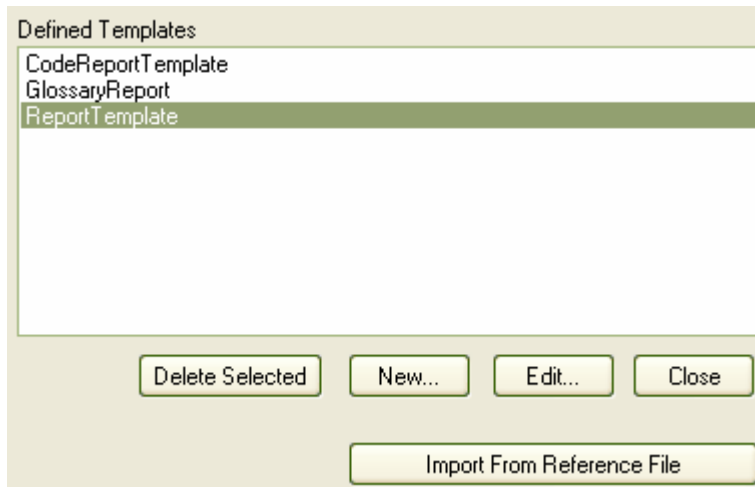 Defined Templates
CodeReportTemplate
GlossaryReport
ReportTemplate
Delete Selected New... Edit... Close
Import From Reference File